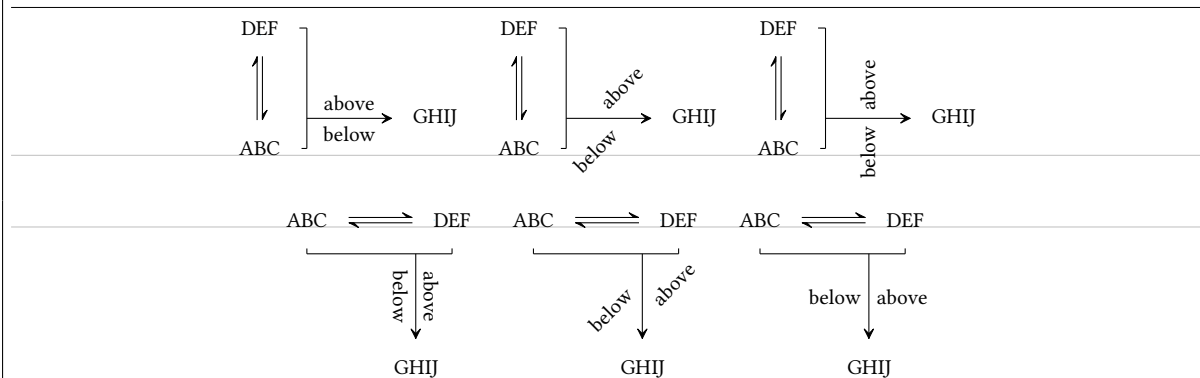 DEF DEF DEF
above above above
GHIJ GHIJ GHIJ
below below below
ABC ABC ABC
ABC DEF ABC DEF ABC DEF
below above below above below above
GHIJ GHIJ GHIJ